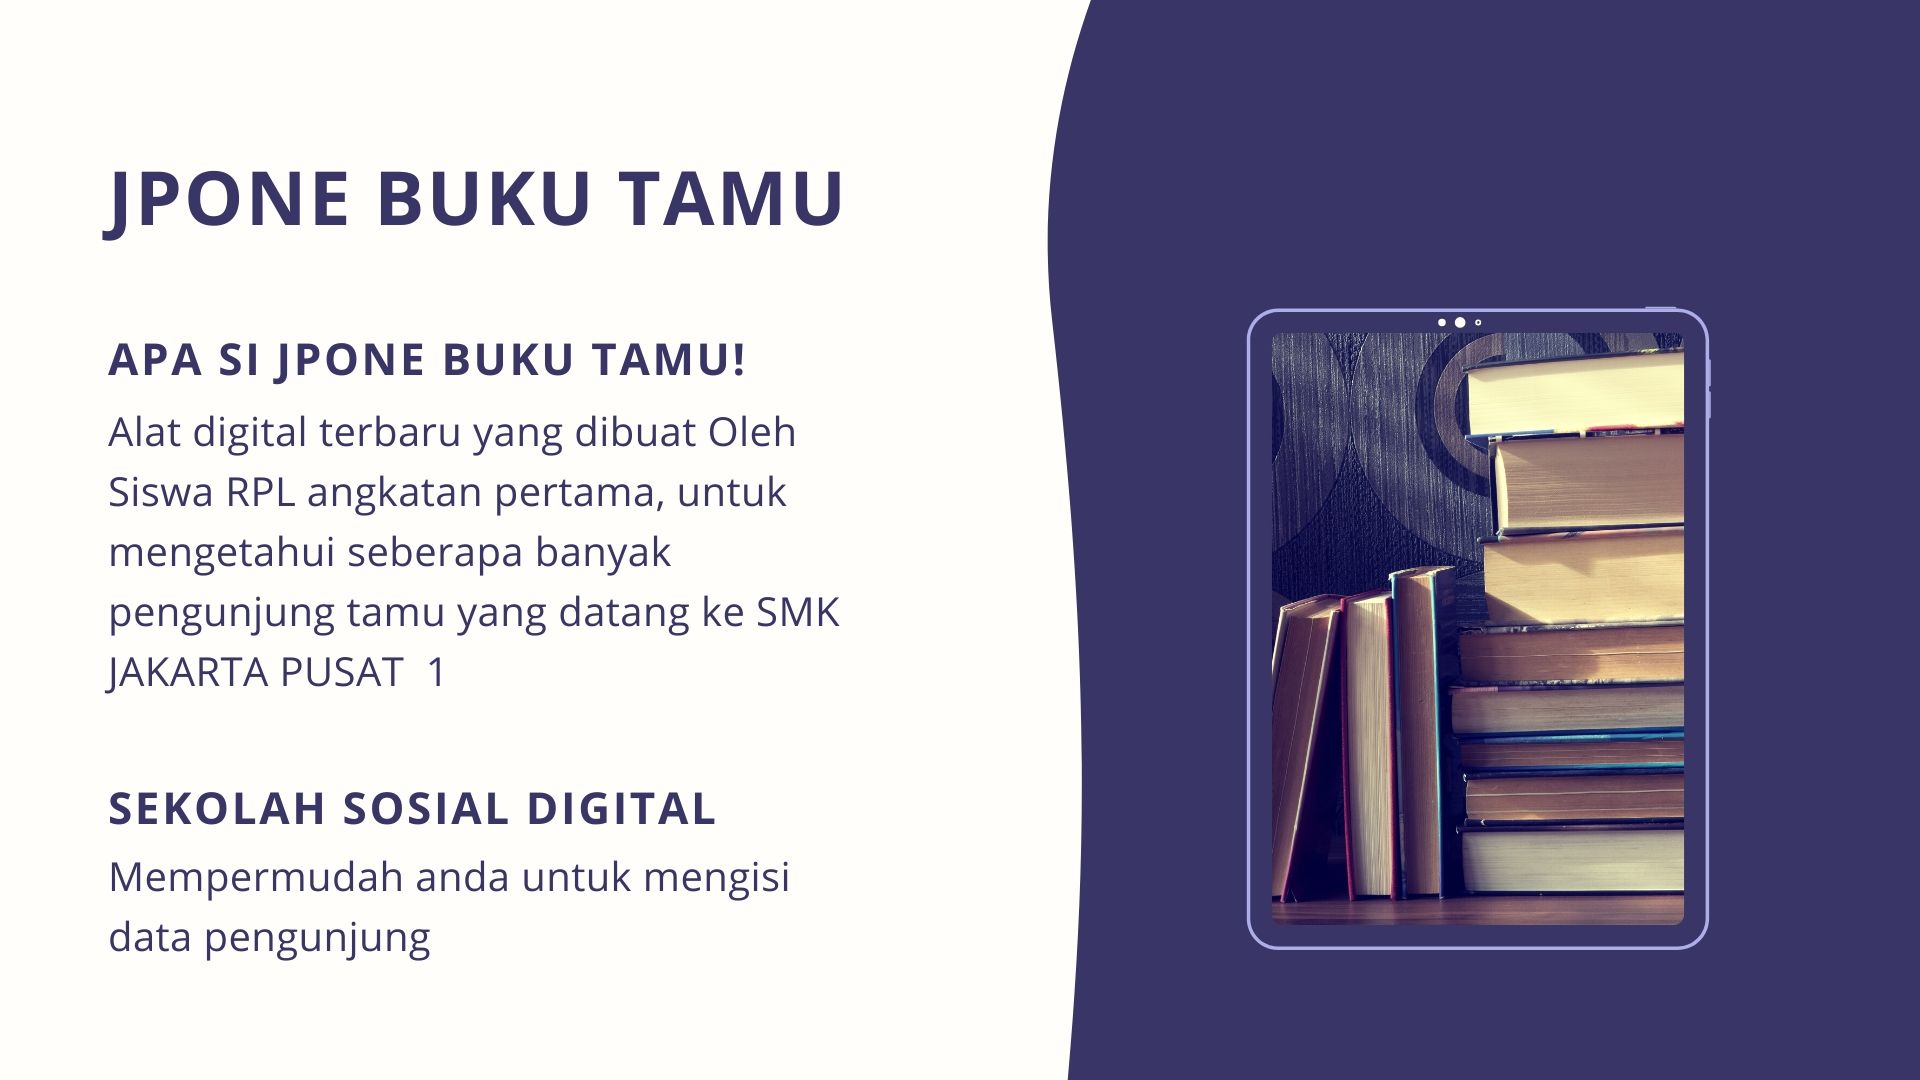 JPONE BUKU TAMU
APA SI JPONE BUKU TAMU!
Alat digital terbaru yang dibuat Oleh
Siswa RPL angkatan pertama, untuk
mengetahui seberapa banyak
pengunjung tamu yang datang ke SMK
JAKARTA PUSAT  1
SEKOLAH SOSIAL DIGITAL
Mempermudah anda untuk mengisi
data pengunjung